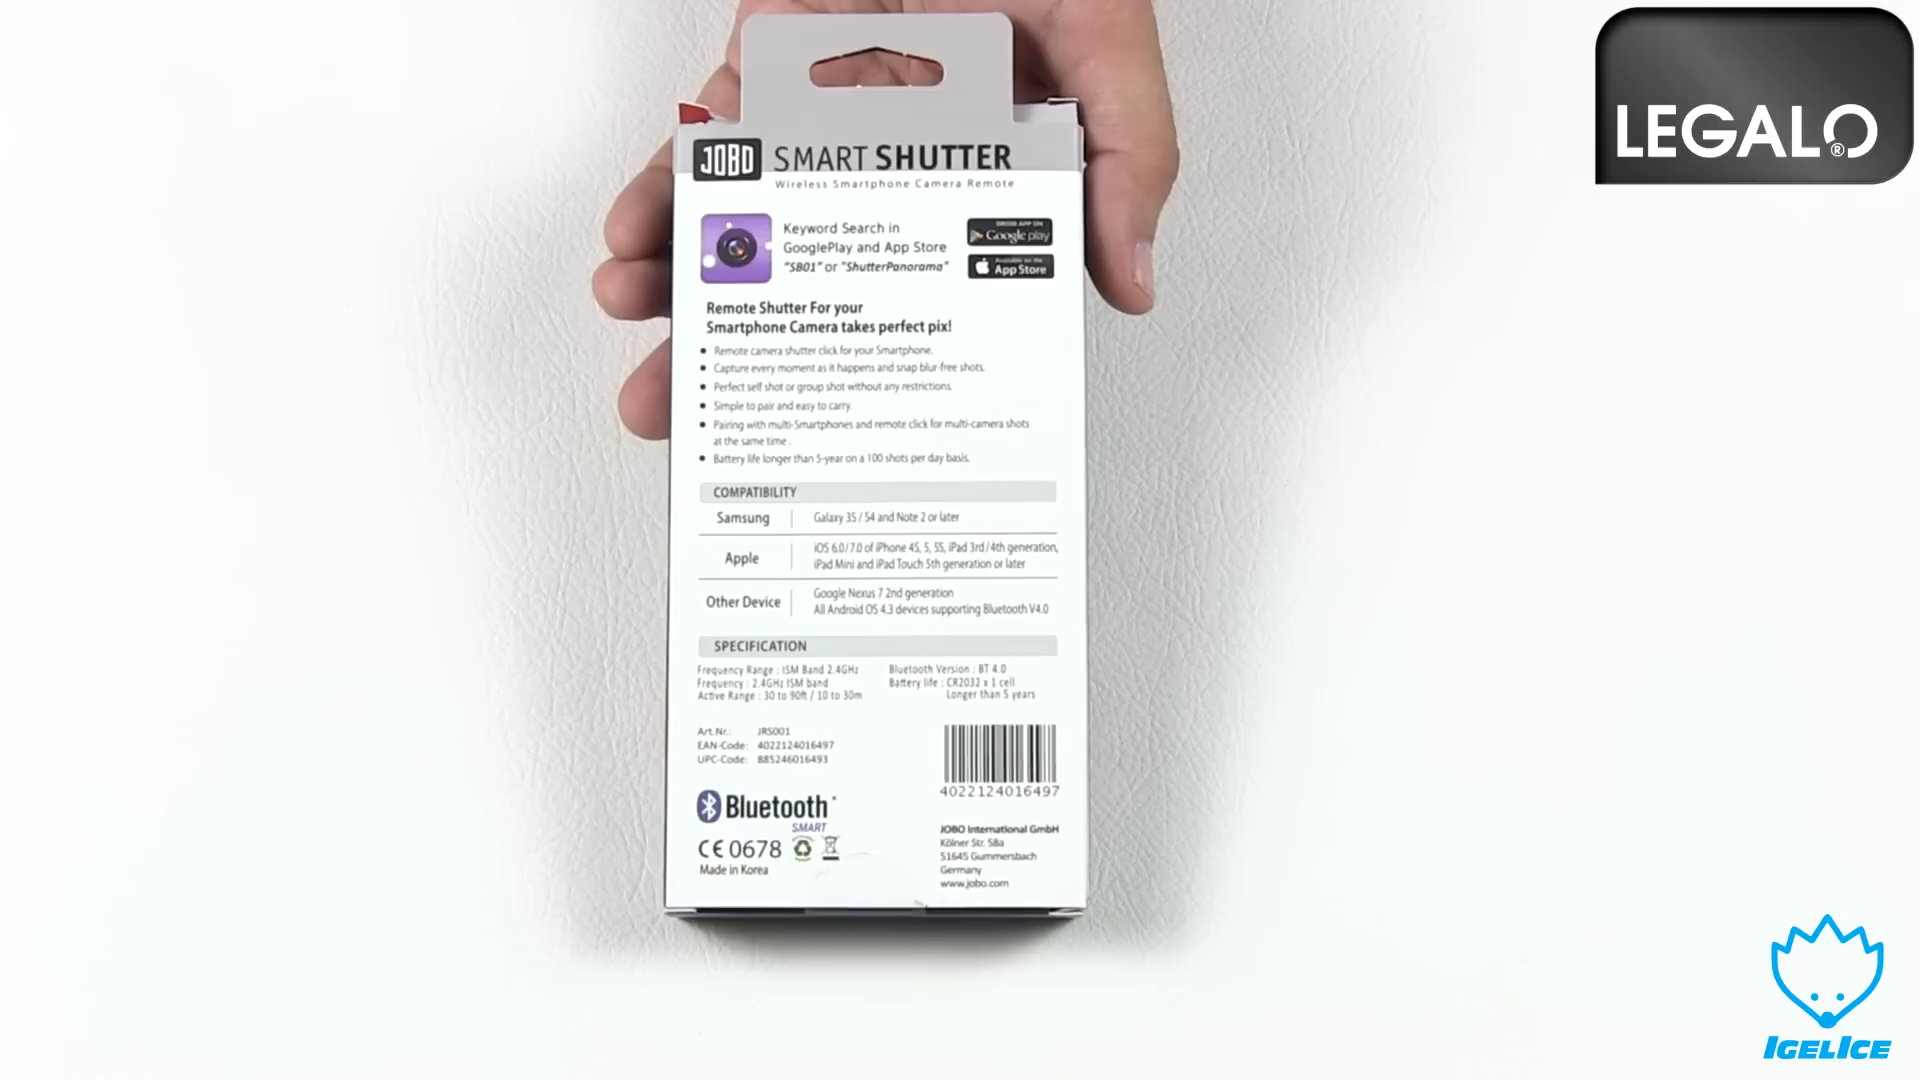 LEGALO
®
JOBO SMART SHUTTER
Wireless Smartphone Camera Remote
Keyword Search in
GooglePlay and App Store
"SB01" or "ShutterPanorama"
ANDROID APP ON
Google play
Available on the
App Store
Remote Shutter For your
Smartphone Camera takes perfect pix!
• Remote camera shutter click for your Smartphone.
• Capture every moment as it happens and snap blur-free shots.
• Perfect self shot or group shot without any restrictions.
• Simple to pair and easy to carry.
• Pairing with multi-Smartphones and remote click for multi-camera shots
at the same time .
• Battery life longer than 5-year on a 100 shots per day basis.
COMPATIBILITY
Samsung Galaxy 3S / S4 and Note 2 or later
Apple iOS 6.0/7.0 of iPhone 4S, 5, 5S, iPad 3rd/4th generation,
iPad Mini and iPad Touch 5th generation or later
Other Device Google Nexus 7 2nd generation
All Android OS 4.3 devices supporting Bluetooth V4.0
SPECIFICATION
Frequency Range : ISM Band 2.4GHz
Frequency : 2.4GHz ISM band
Active Range : 30 to 90ft / 10 to 30m
Bluetooth Version : BT 4.0
Battery life : CR2032 x 1 cell
Longer than 5 years
Art.Nr.: JRS001
EAN-Code: 4022124016497
UPC-Code: 885246016493
4022124016497
Bluetooth
SMART
CE 0678
Made in Korea
JOBO International GmbH
Kölner Str. 58a
51645 Gummersbach
Germany
www.jobo.com
IGELICE